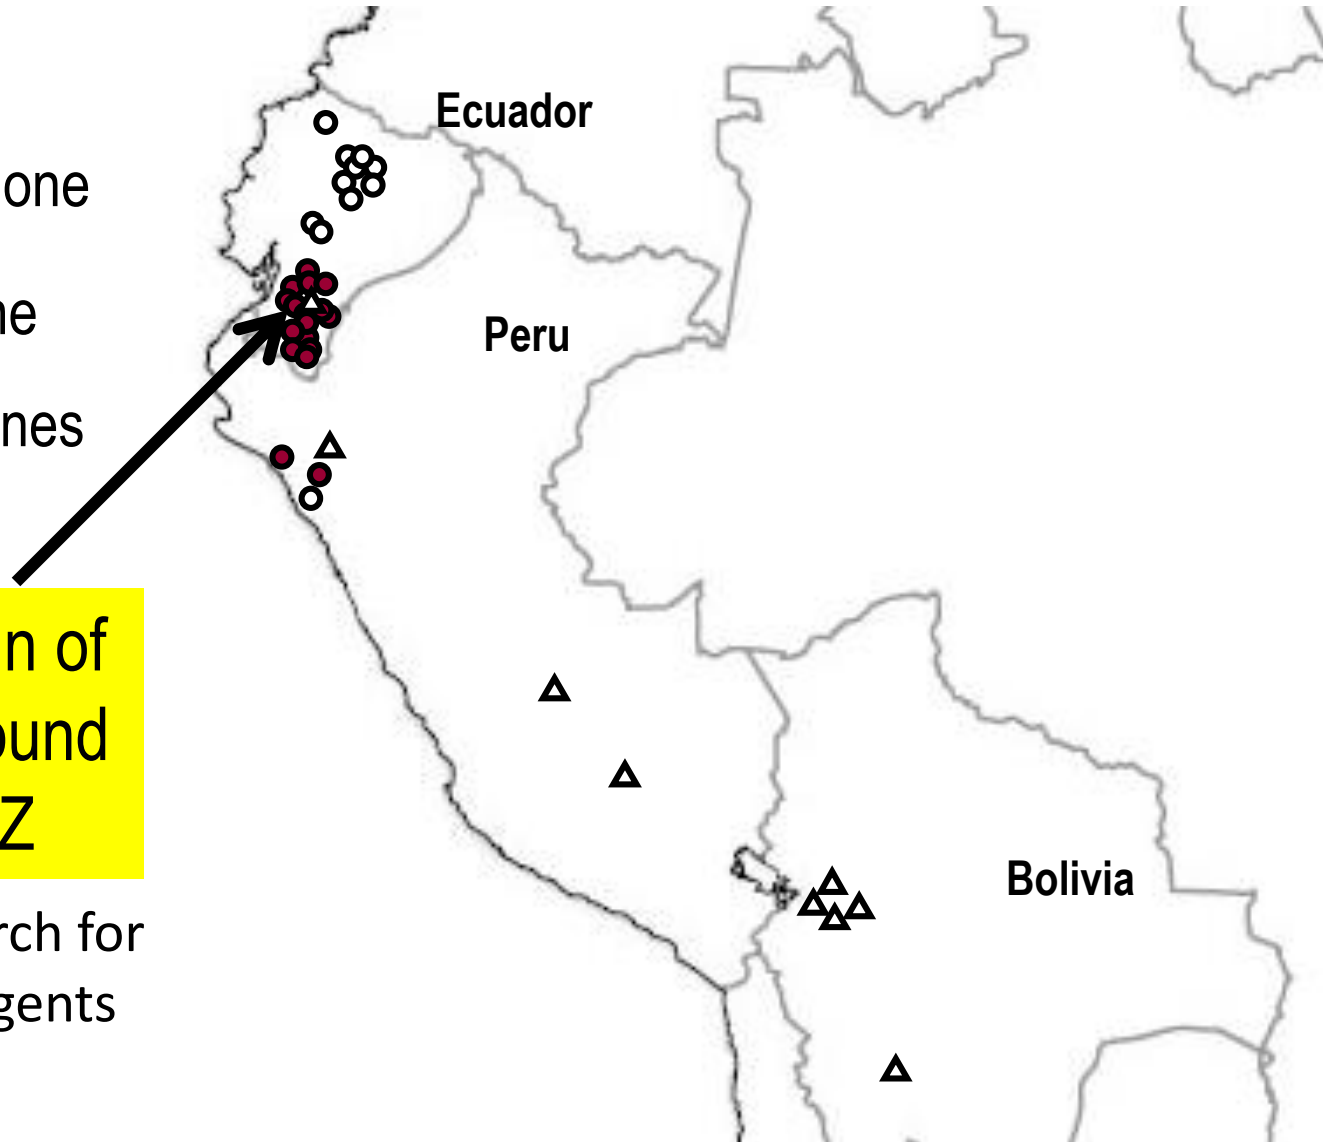 Ecuador
one
ne
Peru
nes
n of
ound
Z
Bolivia
rch for
gents